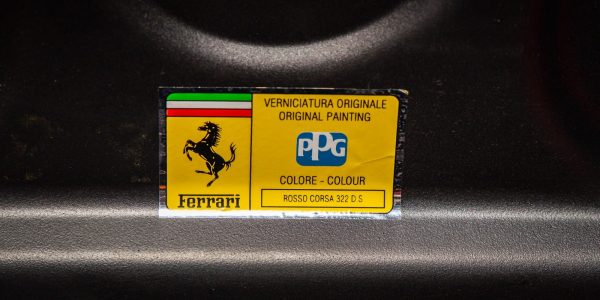 Ferrari
VERNICIATURA ORIGINALE
ORIGINAL PAINTING
PPG
COLORE - COLOUR
ROSSO CORSA 322 D.S